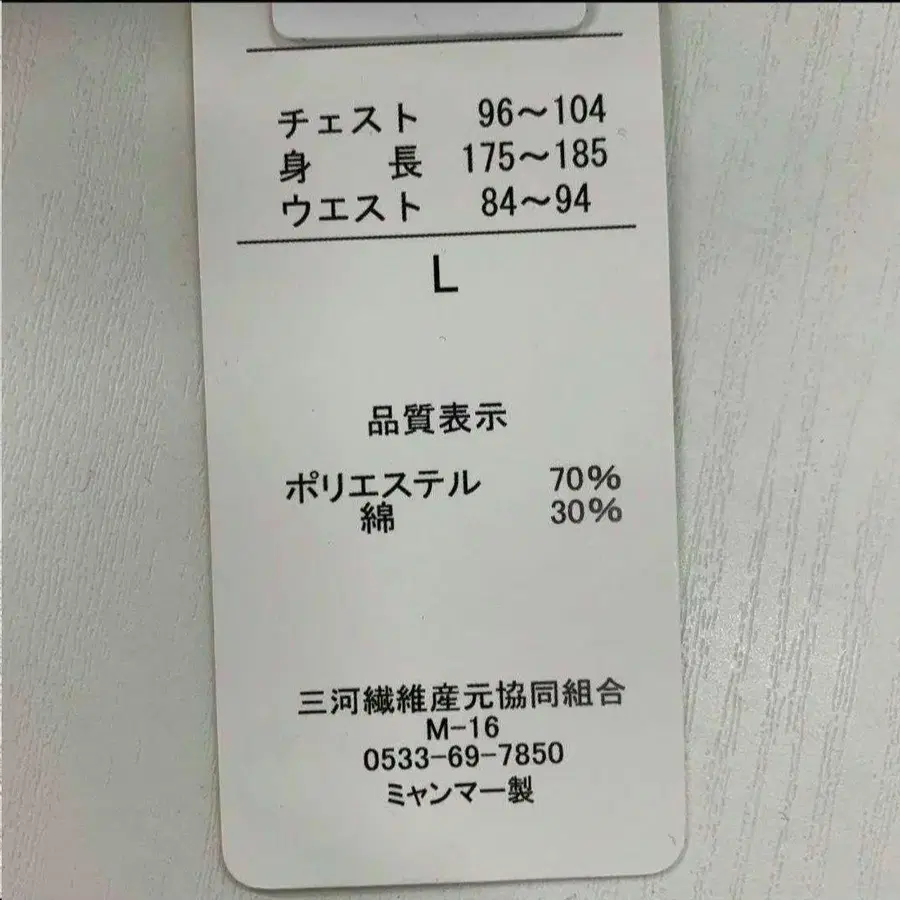 チェスト 96～104
身 長 175～185
ウエスト 84～94
L
品質表示
ポリエステル 70%
綿 30%
三河繊維産元協同組合
M-16
0533-69-7850
ミャンマー製